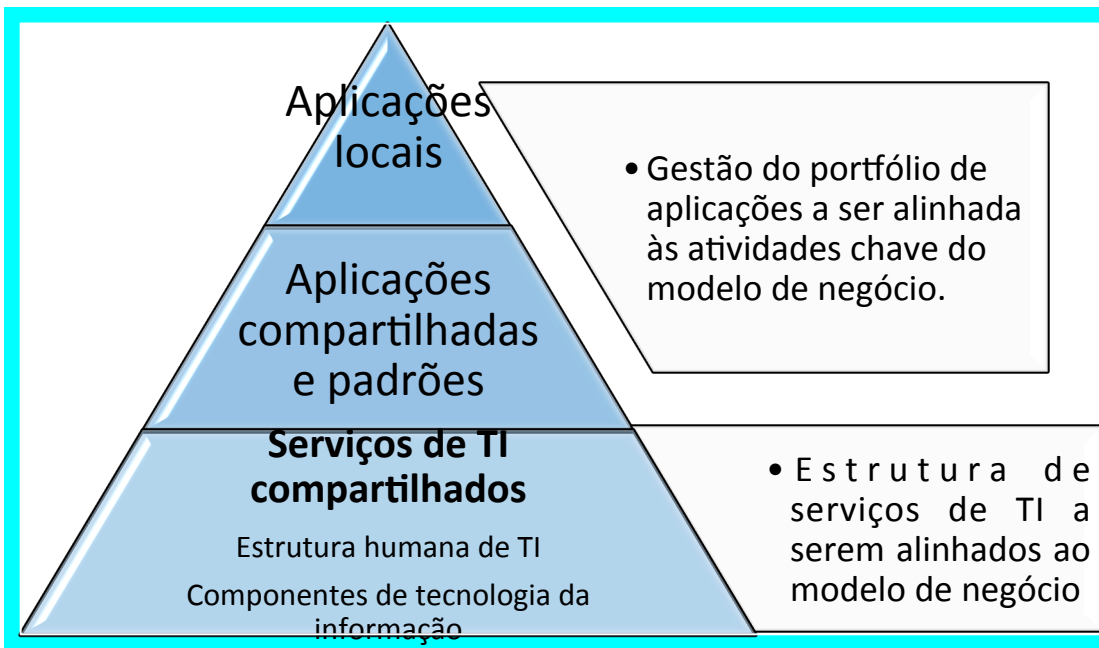 Aplicações
locais
• Gestão do portfólio de
aplicações a ser alinhada
às atividades chave do
modelo de negócio.
Aplicações
compartilhadas
e padrões
Serviços de TI
compartilhados
Estrutura humana de TI
Componentes de tecnologia da
informação
• Estrutura de
serviços de TI a
serem alinhados ao
modelo de negócio